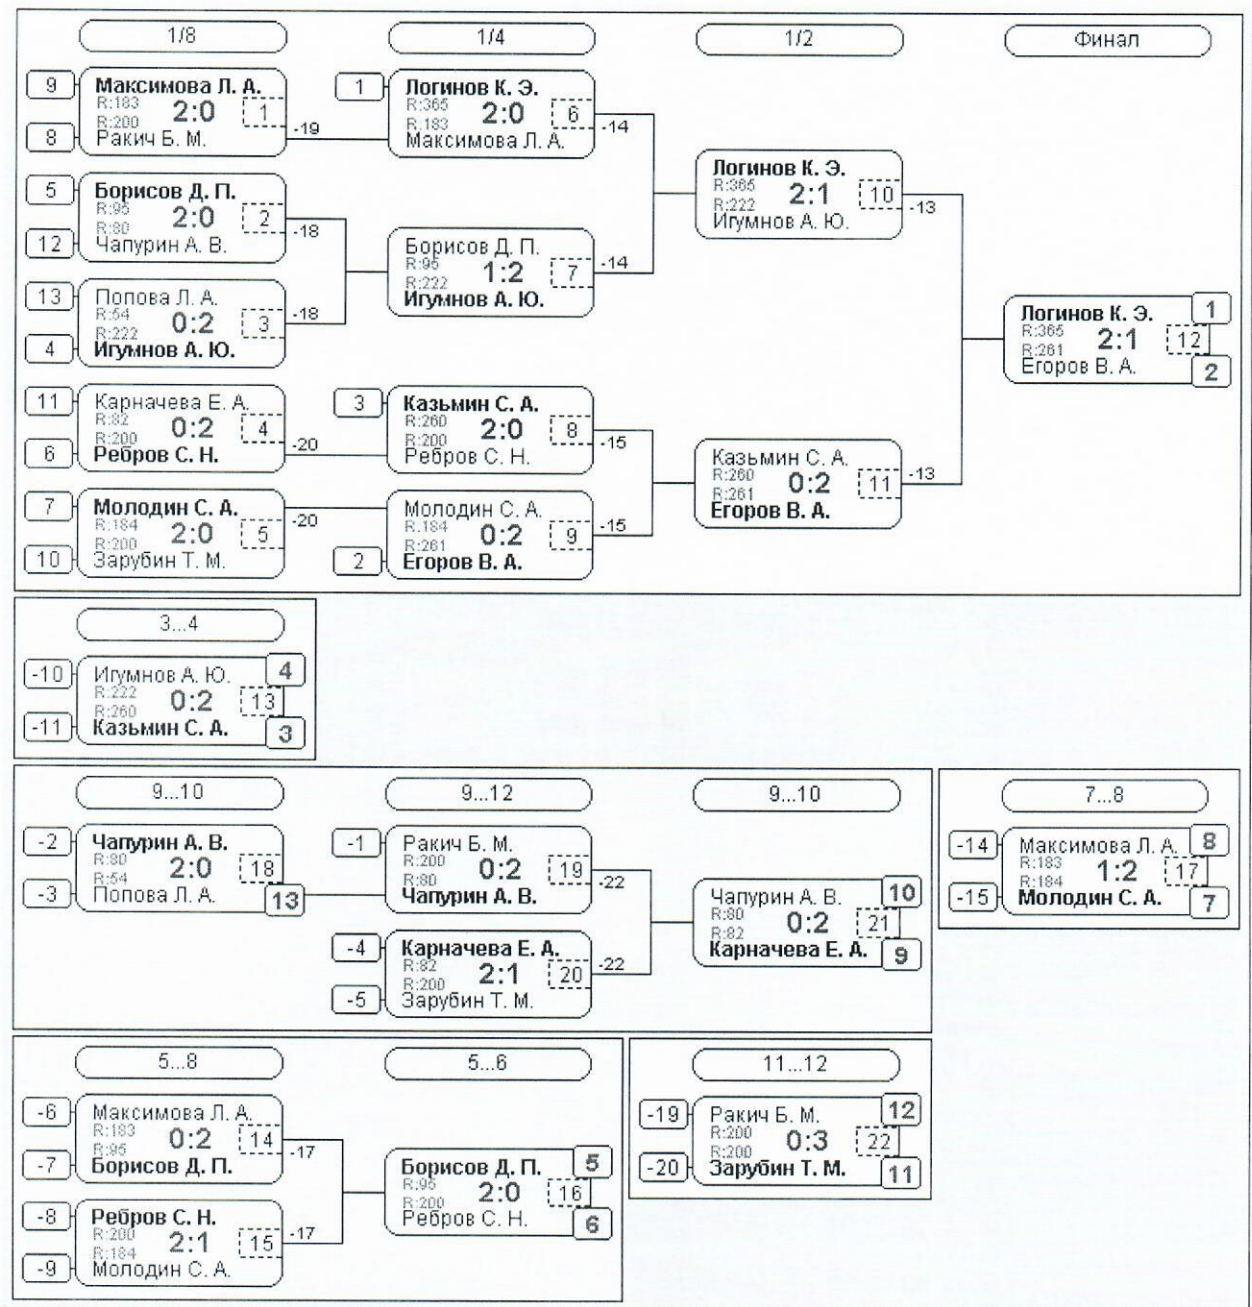 1/8
1/4
1/2
Финал
9
Максимова Л. А.
R:183
2:0
1
R:200
8
Ракич Б. М.
-19
1
Логинов К. Э.
R:365
2:0
6
R:183
Максимова Л. А.
-14
5
Борисов Д. П.
R:95
2:0
2
R:80
12
Чапурин А. В.
-18
13
Попова Л. А.
R:54
0:2
3
R:222
4
Игумнов А. Ю.
-18
Борисов Д. П.
R:95
1:2
7
R:222
Игумнов А. Ю.
-14
Логинов К. Э.
R:365
2:1
10
R:222
Игумнов А. Ю.
-13
Логинов К. Э.
1
R:365
2:1
12
R:261
Егоров В. А.
2
11
Карначева Е. А.
R:82
0:2
4
R:200
6
Ребров С. Н.
-20
3
Казьмин С. А.
R:260
2:0
8
R:200
Ребров С. Н.
-15
7
Молодин С. А.
R:184
2:0
5
R:200
10
Зарубин Т. М.
-20
Молодин С. А.
R:184
0:2
9
R:261
2
Егоров В. А.
-15
Казьмин С. А.
R:260
0:2
11
R:261
Егоров В. А.
-13
3...4
-10
Игумнов А. Ю.
4
R:222
0:2
13
R:260
-11
Казьмин С. А.
3
9...10
9...12
9...10
7...8
-2
Чапурин А. В.
R:80
2:0
18
R:54
-3
Попова Л. А.
13
-1
Ракич Б. М.
R:200
0:2
19
R:80
Чапурин А. В.
-22
-4
Карначева Е. А.
R:82
2:1
20
R:200
-5
Зарубин Т. М.
-22
Чапурин А. В.
10
R:80
0:2
21
R:82
Карначева Е. А.
9
-14
Максимова Л. А.
8
R:183
1:2
17
R:184
-15
Молодин С. А.
7
5...8
5...6
11...12
-6
Максимова Л. А.
R:183
0:2
14
R:95
-7
Борисов Д. П.
-17
-8
Ребров С. Н.
R:200
2:1
15
R:184
-9
Молодин С. А.
-17
Борисов Д. П.
5
R:95
2:0
16
R:200
Ребров С. Н.
6
-19
Ракич Б. М.
12
R:200
0:3
22
R:200
-20
Зарубин Т. М.
11